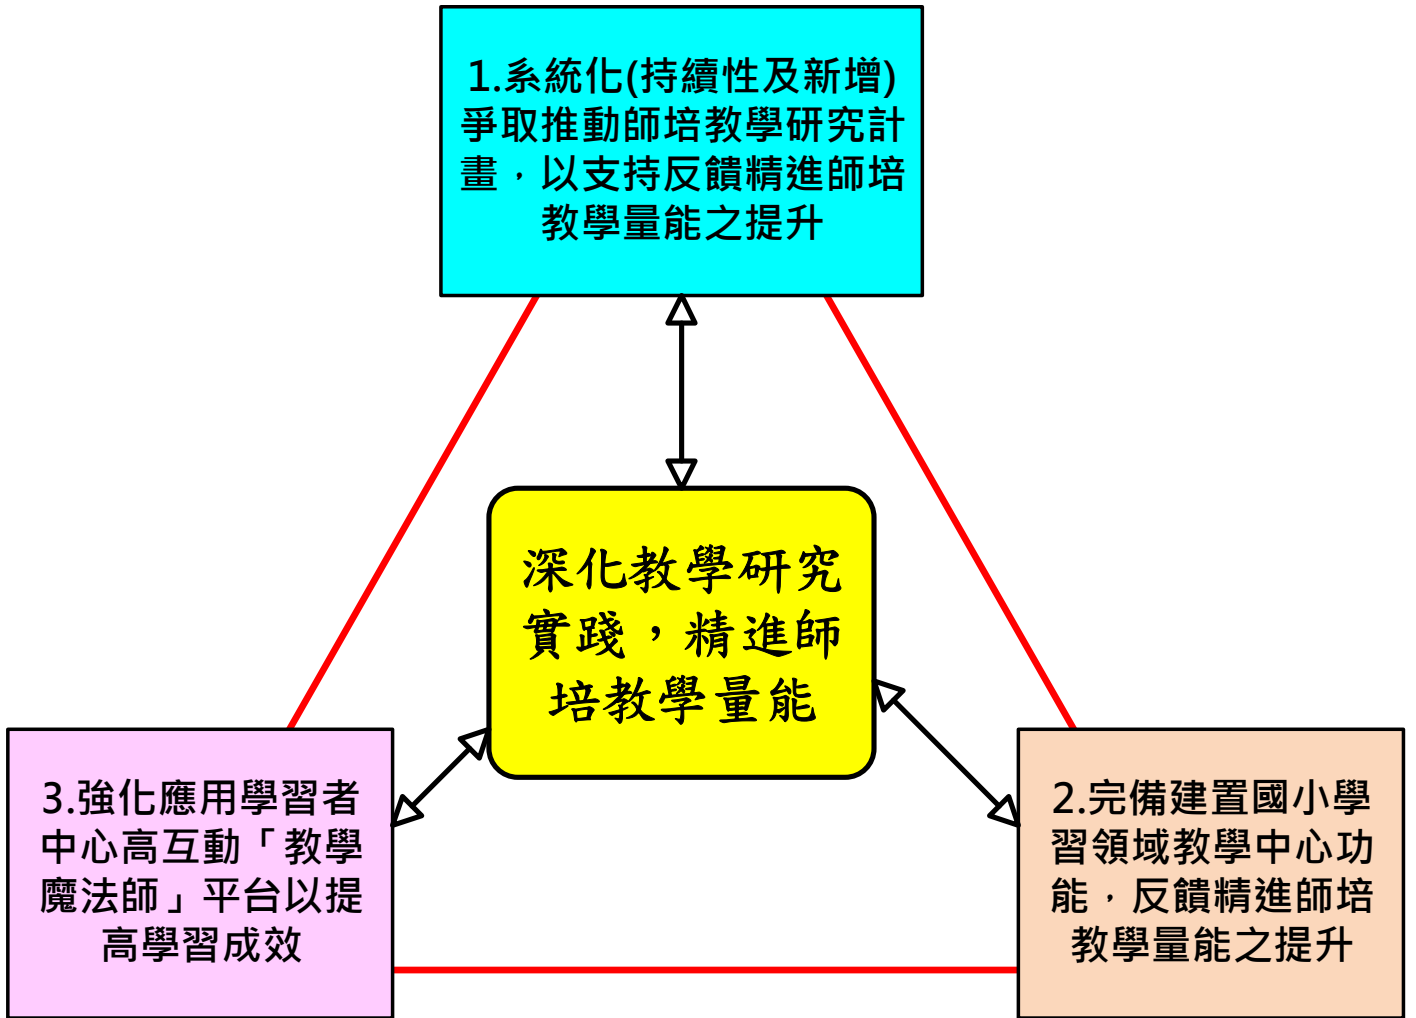 1.系統化(持續性及新增)
爭取推動師培教學研究計
畫，以支持反饋精進師培
教學量能之提升
深化教學研究
實踐，精進師
培教學量能
3.強化應用學習者
中心高互動「教學
魔法師」平台以提
高學習成效
2.完備建置國小學
習領域教學中心功
能，反饋精進師培
教學量能之提升